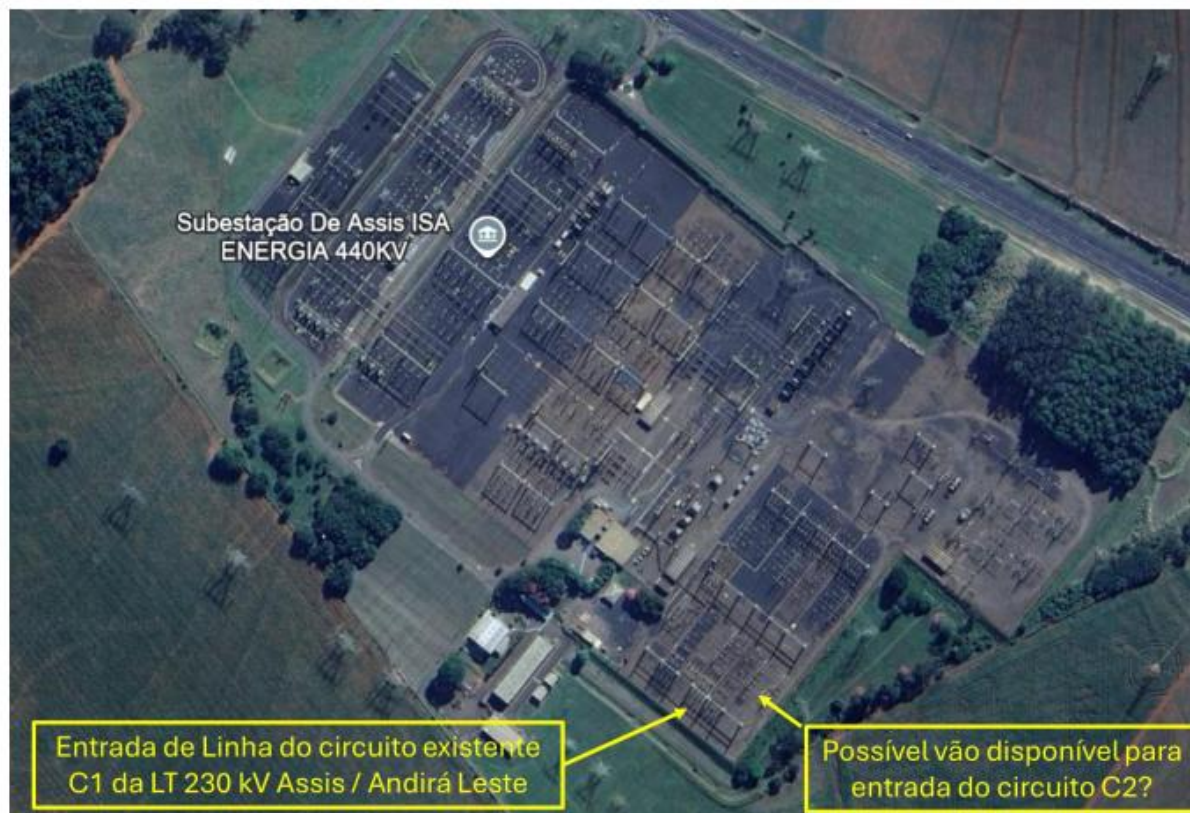 Subestação De Assis ISA
ENERGIA 440KV
Entrada de Linha do circuito existente
C1 da LT 230 kV Assis / Andirá Leste
Possível vão disponível para
entrada do circuito C2?